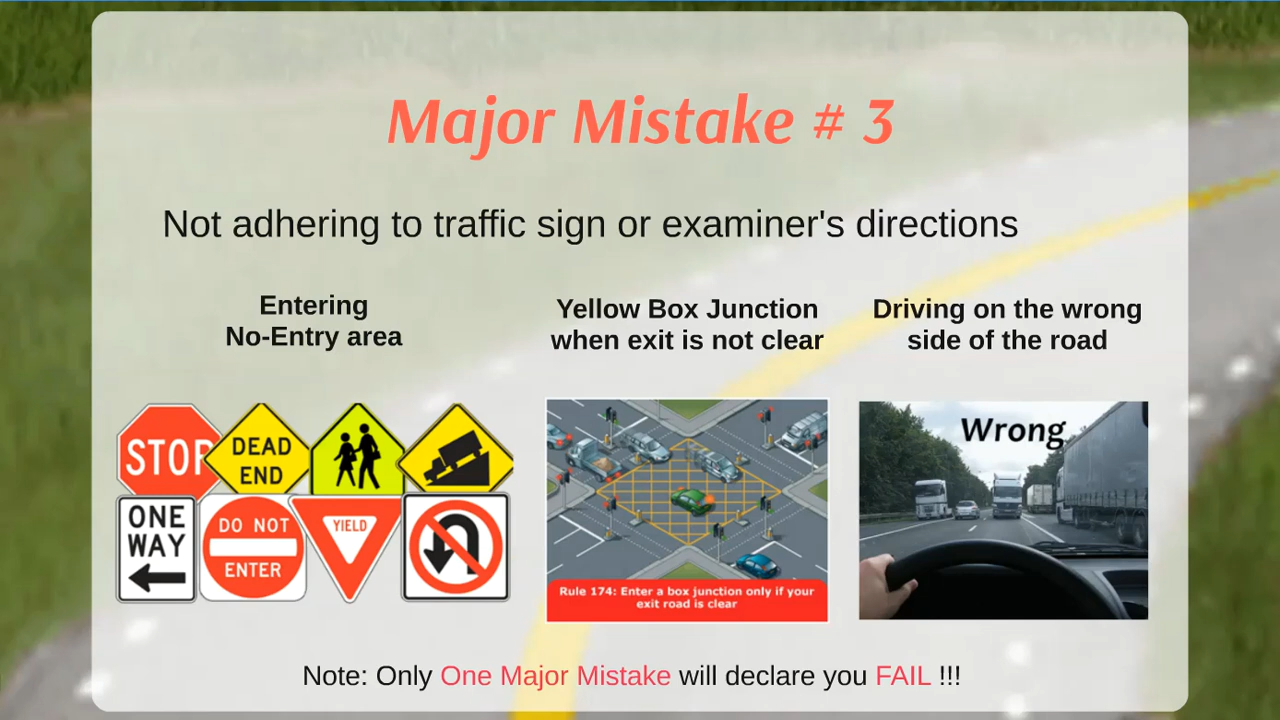 Major Mistake # 3
Not adhering to traffic sign or examiner's directions
Entering
No-Entry area
Yellow Box Junction
when exit is not clear
Driving on the wrong
side of the road
STOP
DEAD
END
ONE
WAY
DO NOT
ENTER
YIELD
Rule 174: Enter a box junction only if your
exit road is clear
Wrong
Note: Only One Major Mistake will declare you FAIL !!!